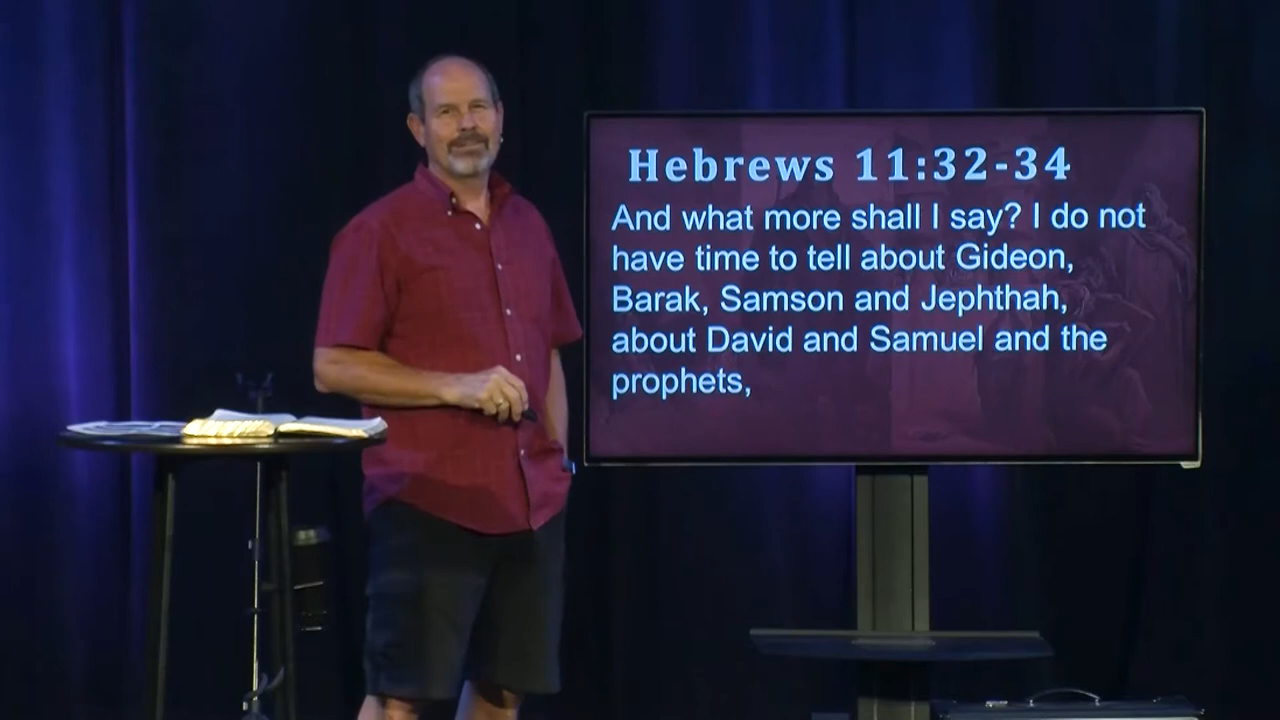 Hebrews 11:32-34
And what more shall I say? I do not
have time to tell about Gideon,
Barak, Samson and Jephthah,
about David and Samuel and the
prophets,